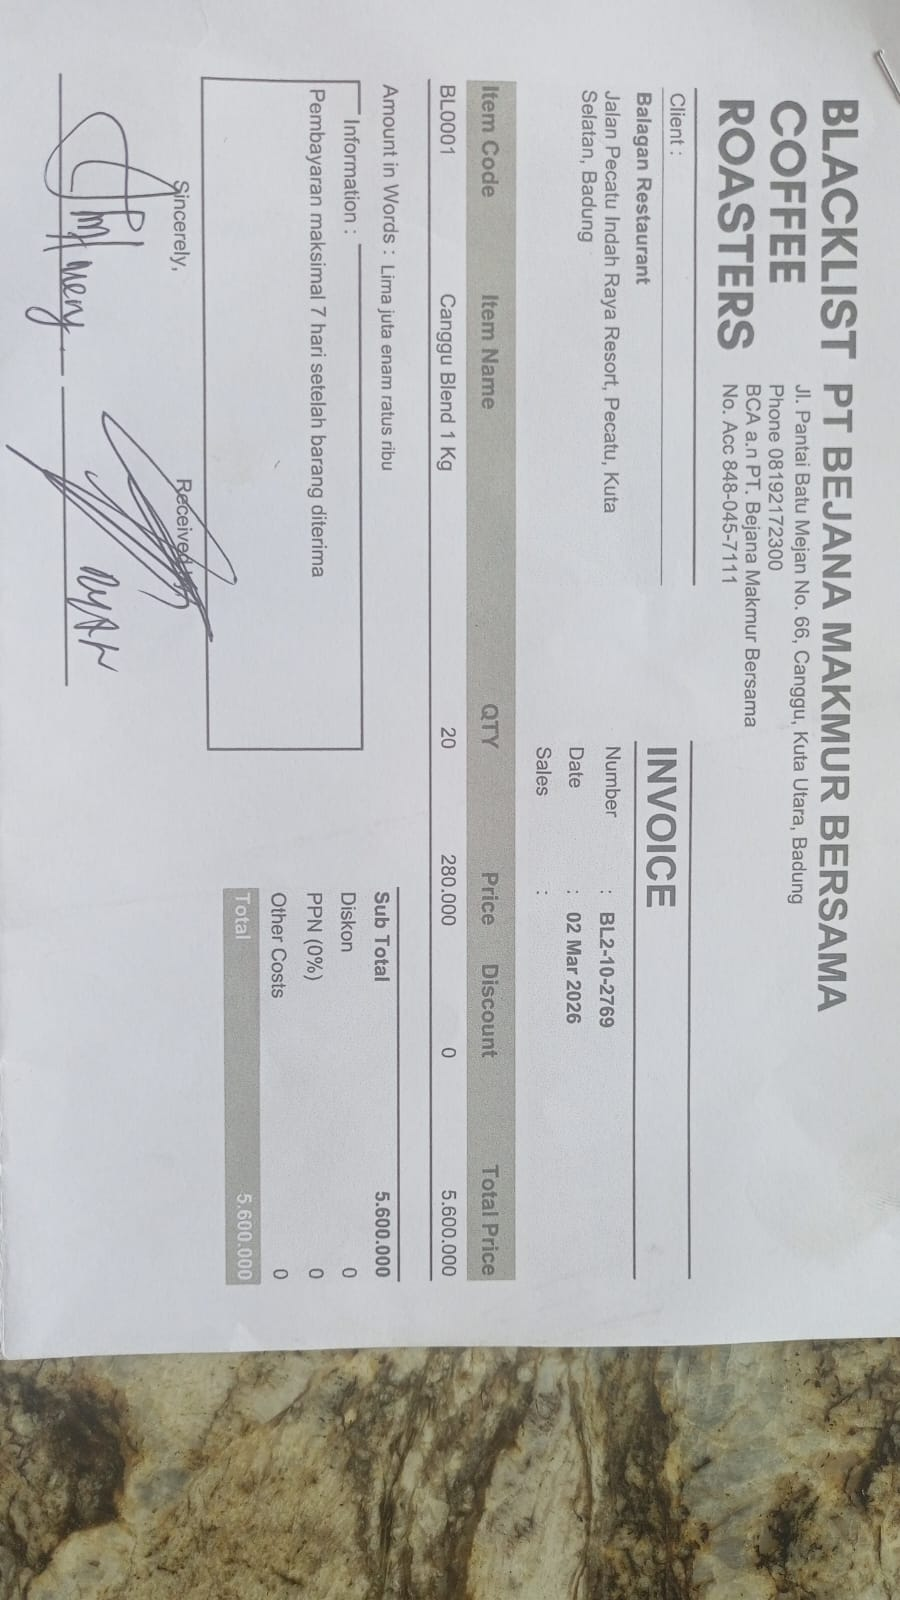 BLACKLIST
COFFEE
ROASTERS
PT BEJANA MAKMUR BERSAMA
Jl. Pantai Batu Mejan No. 66, Canggu, Kuta Utara, Badung
Phone 08192172300
BCA a.n PT. Bejana Makmur Bersama
No. Acc 848-045-7111
Client :
Balagan Restaurant
Jalan Pecatu Indah Raya Resort, Pecatu, Kuta
Selatan, Badung
INVOICE
Number : BL2-10-2769
Date : 02 Mar 2026
Sales :
Item Code Item Name QTY Price Discount Total Price
BL0001 Canggu Blend 1 Kg 20 280.000 0 5.600.000
Amount in Words : Lima juta enam ratus ribu
Information :
Pembayaran maksimal 7 hari setelah barang diterima
Sub Total 5.600.000
Diskon 0
PPN (0%) 0
Other Costs 0
Total 5.600.000
Sincerely,
Received